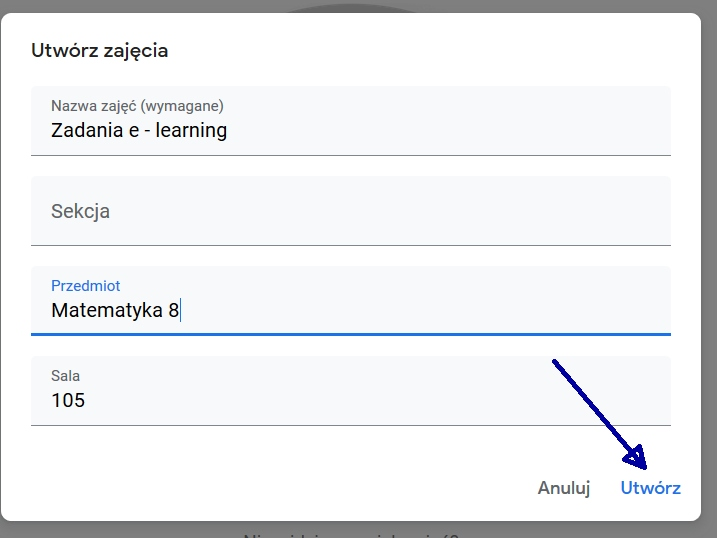 Utwórz zajęcia
Nazwa zajęć (wymagane)
Zadania e - learning
Sekcja
Przedmiot
Matematyka 8
Sala
105
Anuluj
Utwórz